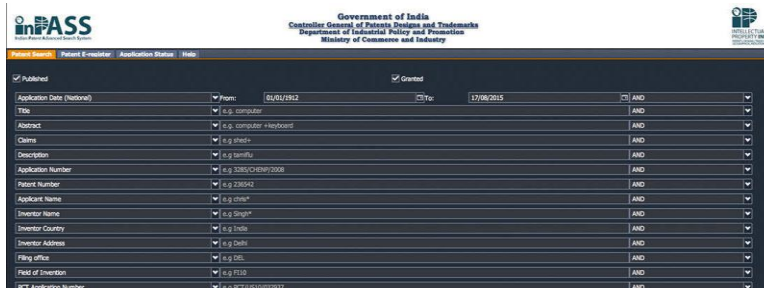 inPASS
Indian Patent Advanced Search System
Government of India
Controller General of Patents Designs and Trademarks
Department of Industrial Policy and Promotion
Ministry of Commerce and Industry
INTELLECTUAL
PROPERTY IN
Patent Search Patent E-register Application Status Help
Published Granted
Application Date (National) From: 01/01/1912 To: 17/08/2015 AND
Title e.g. computer AND
Abstract e.g. computer +keyboard AND
Claims e.g shed+ AND
Description e.g tamiflu AND
Application Number e.g 3285/CHENP/2008 AND
Patent Number e.g 236542 AND
Applicant Name e.g chris* AND
Inventor Name e.g Singh* AND
Inventor Country e.g India AND
Inventor Address e.g Delhi AND
Filing office e.g DEL AND
Field of Invention e.g FI10 AND
PCT Application Number AND